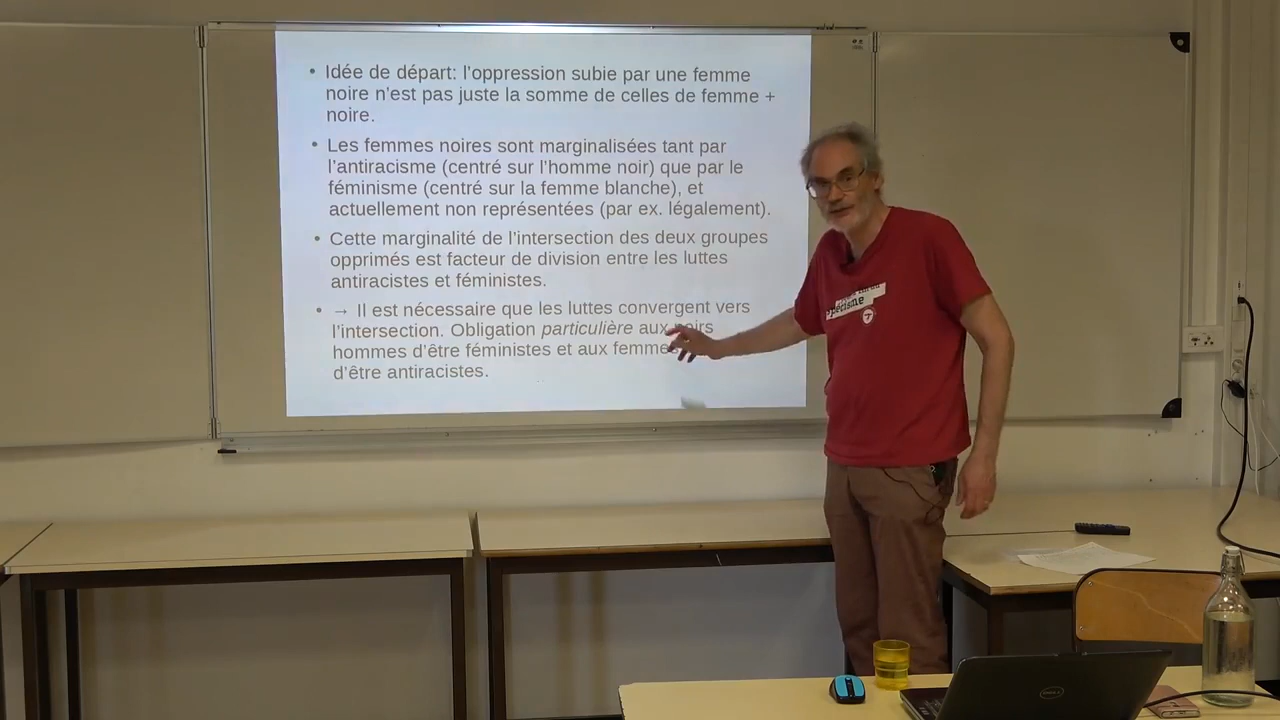 • Idée de départ: l'oppression subie par une femme
noire n'est pas juste la somme de celles de femme +
noire.
• Les femmes noires sont marginalisées tant par
l'antiracisme (centré sur l'homme noir) que par le
féminisme (centré sur la femme blanche), et
actuellement non représentées (par ex. légalement).
• Cette marginalité de l'intersection des deux groupes
opprimés est facteur de division entre les luttes
antiracistes et féministes.
• → Il est nécessaire que les luttes convergent vers
l'intersection. Obligation particulière aux noirs
hommes d'être féministes et aux femmes
d'être antiracistes.
DELL